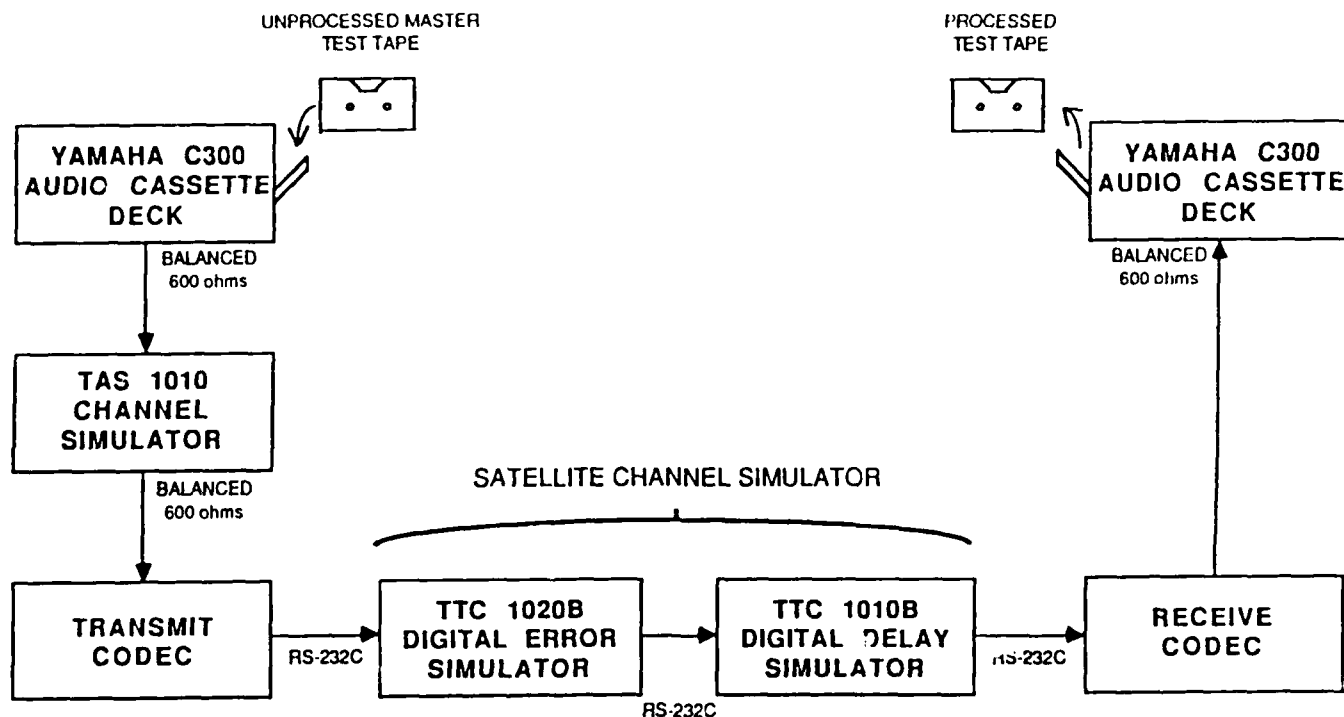 UNPROCESSED MASTER
TEST TAPE
PROCESSED
TEST TAPE
YAMAHA C300
AUDIO CASSETTE
DECK
YAMAHA C300
AUDIO CASSETTE
DECK
BALANCED
600 ohms
BALANCED
600 ohms
TAS 1010
CHANNEL
SIMULATOR
BALANCED
600 ohms
SATELLITE CHANNEL SIMULATOR
TRANSMIT
CODEC
RS-232C
TTC 1020B
DIGITAL ERROR
SIMULATOR
RS-232C
TTC 1010B
DIGITAL DELAY
SIMULATOR
RS-232C
RECEIVE
CODEC